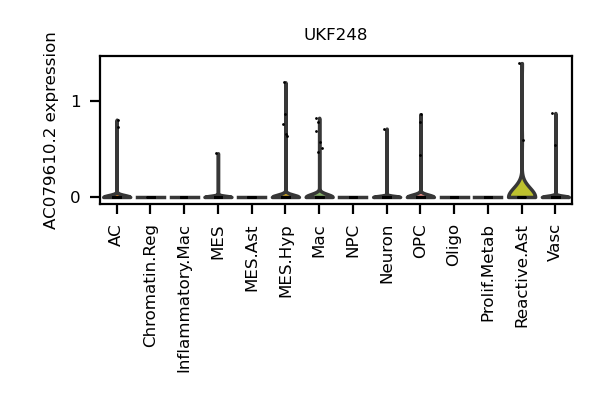 UKF248
AC079610.2 expression
1
0
AC
Chromatin.Reg
Inflammatory.Mac
MES
MES.Ast
MES.Hyp
Mac
NPC
Neuron
OPC
Oligo
Prolif.Metab
Reactive.Ast
Vasc